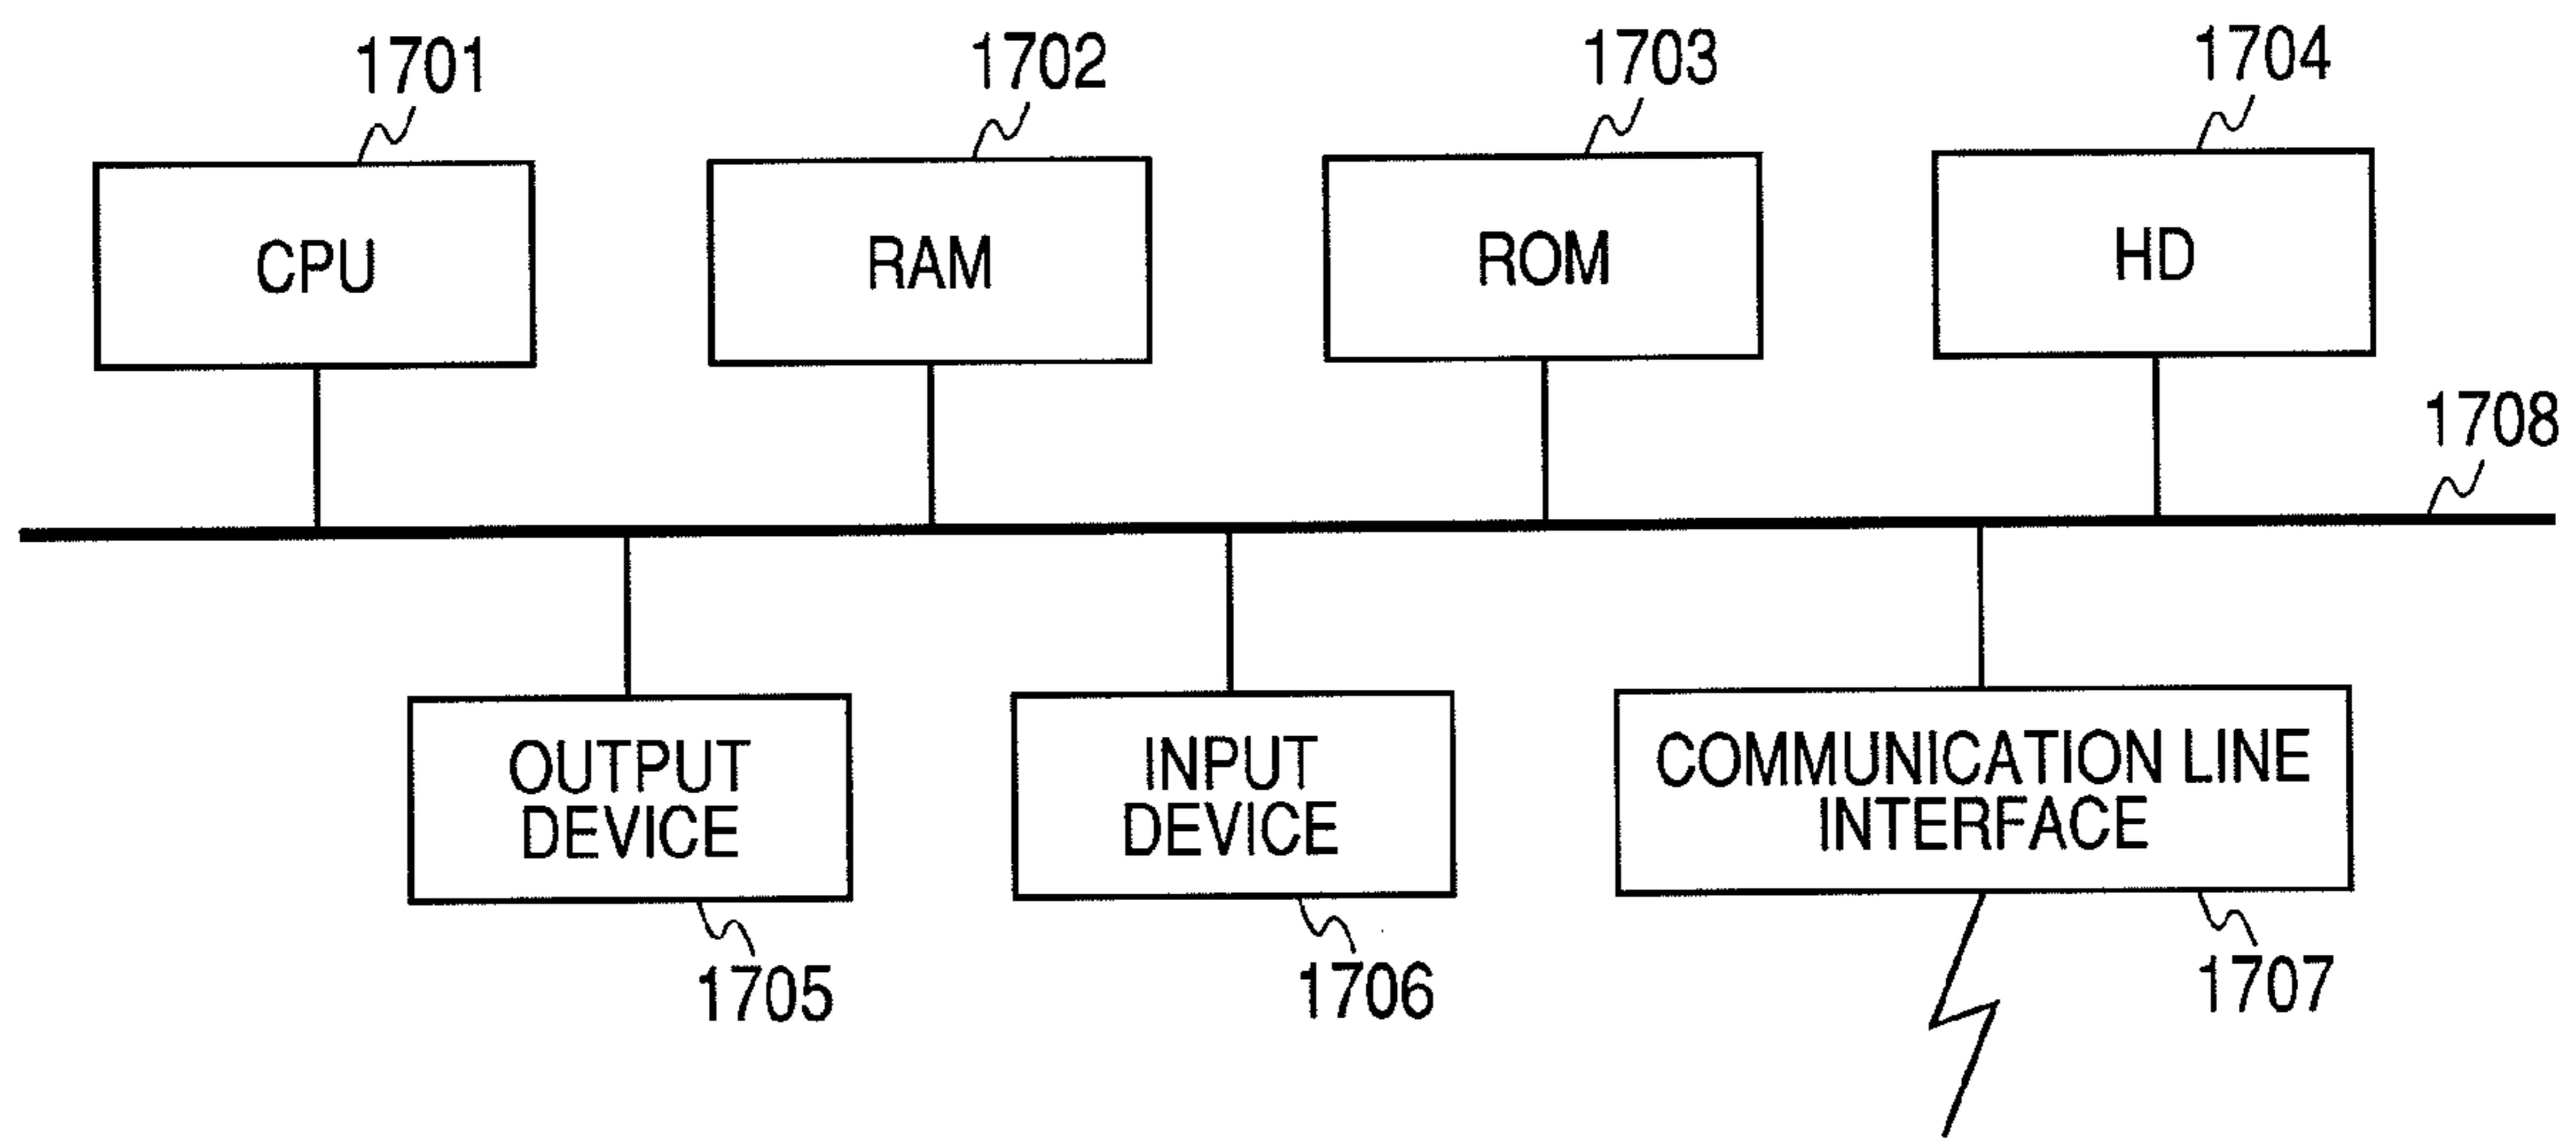 1701
1702
1703
1704
CPU
RAM
ROM
HD
1708
OUTPUT
DEVICE
INPUT
DEVICE
COMMUNICATION LINE
INTERFACE
1705
1706
1707